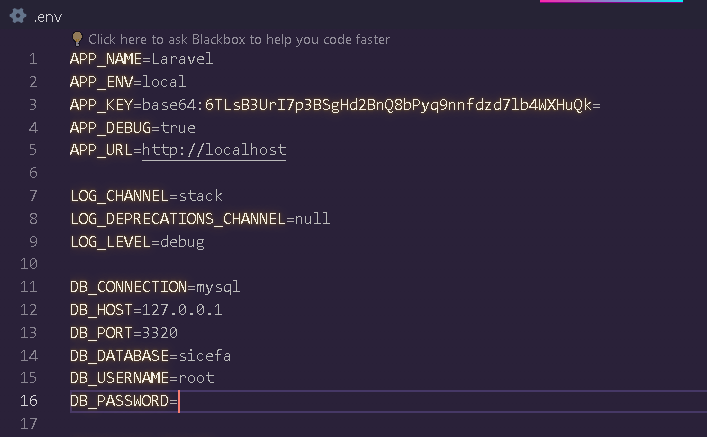 .env
Click here to ask Blackbox to help you code faster
1 APP_NAME=Laravel
2 APP_ENV=local
3 APP_KEY=base64:6TLsB3UrI7p3BSgHd2BnQ8bPyq9nnfdzd7lb4WXHuQk=
4 APP_DEBUG=true
5 APP_URL=http://localhost
6
7 LOG_CHANNEL=stack
8 LOG_DEPRECATIONS_CHANNEL=null
9 LOG_LEVEL=debug
10
11 DB_CONNECTION=mysql
12 DB_HOST=127.0.0.1
13 DB_PORT=3320
14 DB_DATABASE=sicefa
15 DB_USERNAME=root
16 DB_PASSWORD=
17